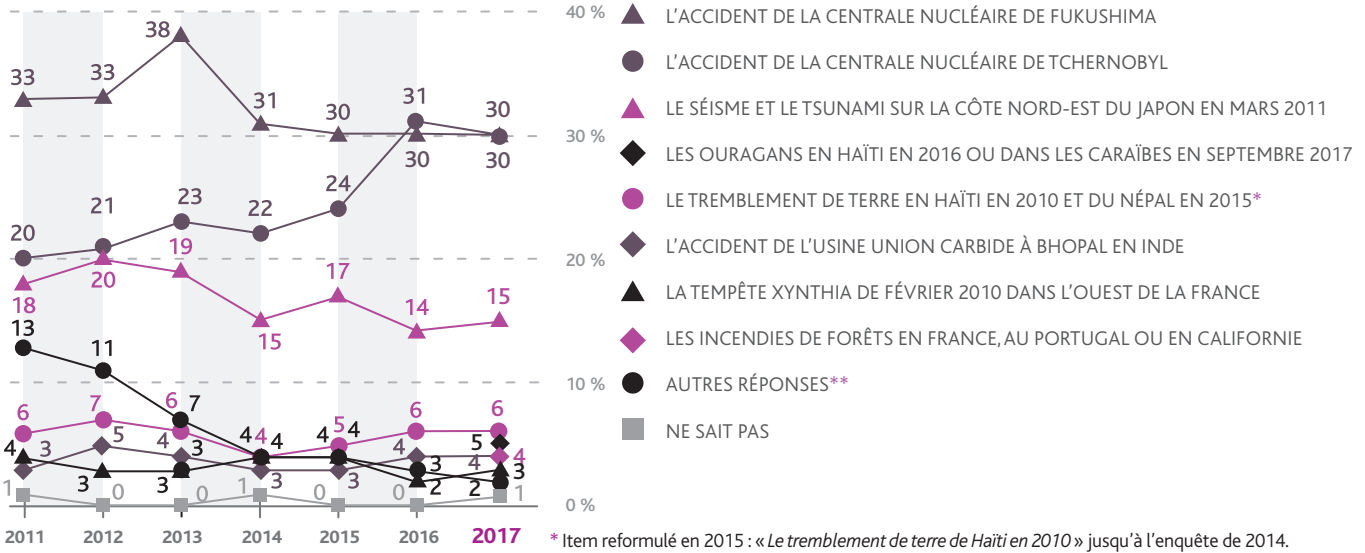 40 %
30 %
20 %
10 %
0 %
33 33 38 31 30 30 30
20 21 23 22 24 31 30
18 20 19 15 17 14 15
13 11 7 4 4 3 2
6 7 6 4 5 6 6
3 5 4 3 3 4 4
4 3 3 4 4 2 3
5
4
1 0 0 1 0 0 1
2011 2012 2013 2014 2015 2016 2017
L'ACCIDENT DE LA CENTRALE NUCLÉAIRE DE FUKUSHIMA
L'ACCIDENT DE LA CENTRALE NUCLÉAIRE DE TCHERNOBYL
LE SÉISME ET LE TSUNAMI SUR LA CÔTE NORD-EST DU JAPON EN MARS 2011
LES OURAGANS EN HAÏTI EN 2016 OU DANS LES CARAÏBES EN SEPTEMBRE 2017
LE TREMBLEMENT DE TERRE EN HAÏTI EN 2010 ET DU NÉPAL EN 2015*
L'ACCIDENT DE L'USINE UNION CARBIDE À BHOPAL EN INDE
LA TEMPÊTE XYNTHIA DE FÉVRIER 2010 DANS L'OUEST DE LA FRANCE
LES INCENDIES DE FORÊTS EN FRANCE, AU PORTUGAL OU EN CALIFORNIE
AUTRES RÉPONSES**
NE SAIT PAS
* Item reformulé en 2015 : « Le tremblement de terre de Haïti en 2010 » jusqu'à l'enquête de 2014.